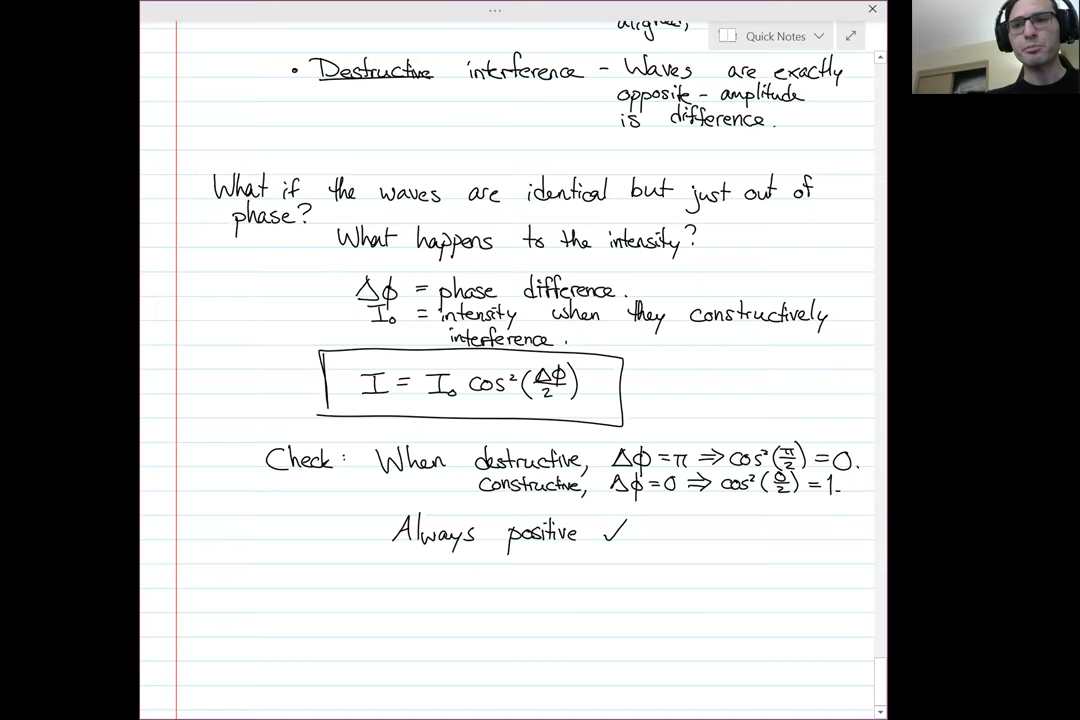 aligned,
Quick Notes
• Destructive interference - Waves are exactly
opposite - amplitude
is difference.
What if the waves are identical but just out of
phase?
What happens to the intensity?
Δφ = phase difference.
I₀ = intensity when they constructively
interference.
I = I₀ cos²(Δφ/2)
Check: When destructive, Δφ = π ⇒ cos²(π/2) = 0.
constructive, Δφ = 0 ⇒ cos²(0/2) = 1.
Always positive ✓